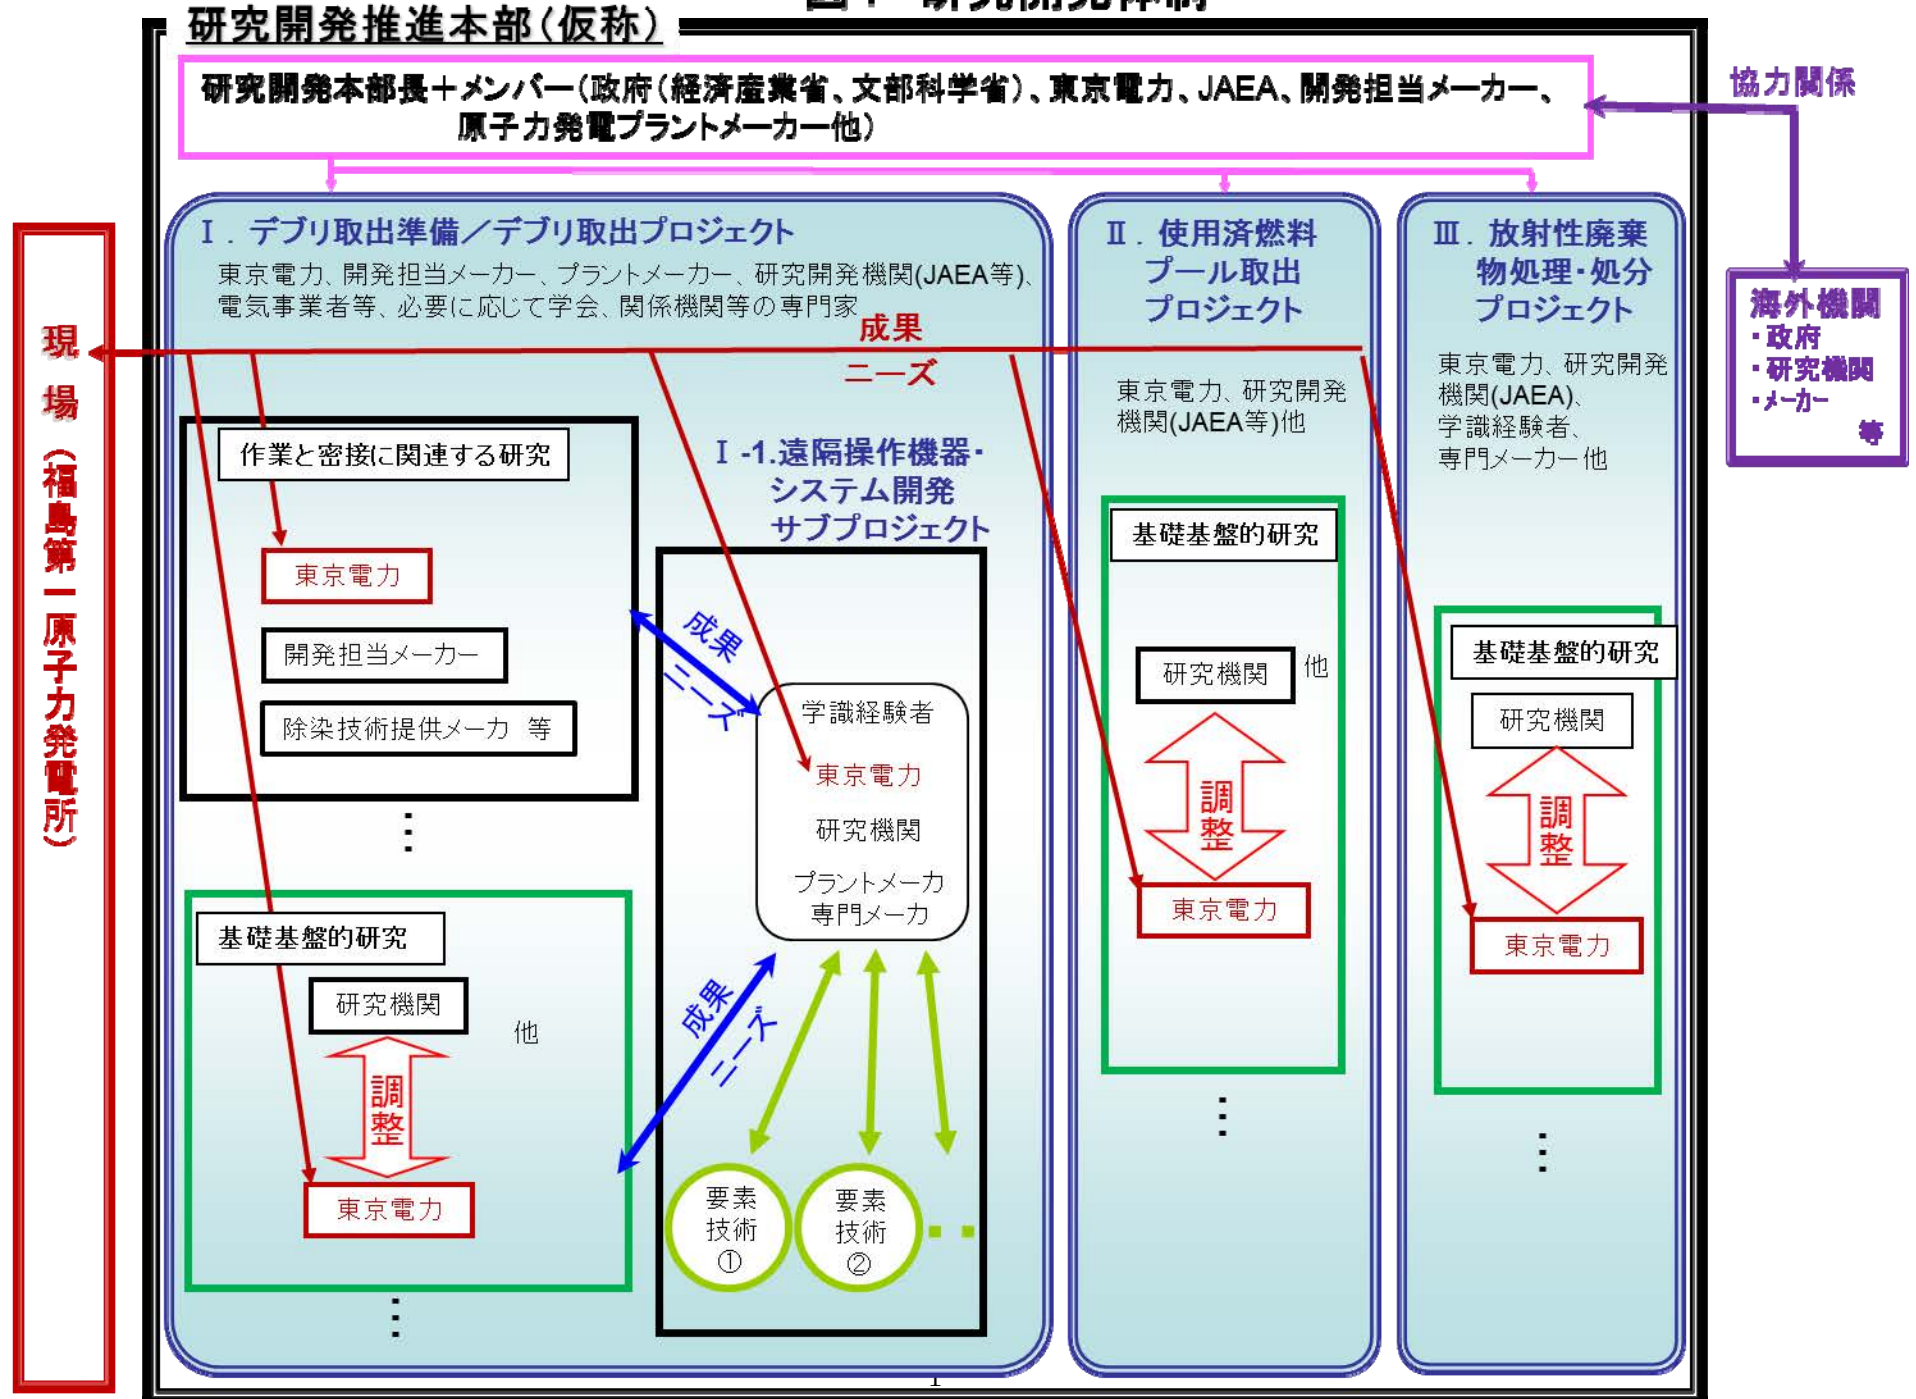 図1 研究開発体制
研究開発推進本部(仮称)
研究開発本部長＋メンバー(政府(経済産業省、文部科学省)、東京電力、JAEA、開発担当メーカー、
原子力発電プラントメーカー他)
協力関係
海外機関
・政府
・研究機関
・メーカー
等
現場(福島第一原子力発電所)
Ⅰ. デブリ取出準備／デブリ取出プロジェクト
東京電力、開発担当メーカー、プラントメーカー、研究開発機関(JAEA等)、
電気事業者等、必要に応じて学会、関係機関等の専門家
成果
ニーズ
作業と密接に関連する研究
東京電力
開発担当メーカー
除染技術提供メーカ 等
⋮
基礎基盤的研究
研究機関
他
調整
東京電力
⋮
Ⅰ-1.遠隔操作機器・
システム開発
サブプロジェクト
成果
ニーズ
学識経験者
東京電力
研究機関
プラントメーカ
専門メーカ
成果
ニーズ
要素
技術
①
要素
技術
②
Ⅱ. 使用済燃料
プール取出
プロジェクト
東京電力、研究開発
機関(JAEA等)他
基礎基盤的研究
研究機関 他
調整
東京電力
⋮
Ⅲ. 放射性廃棄
物処理・処分
プロジェクト
東京電力、研究開発
機関(JAEA)、
学識経験者、
専門メーカー他
基礎基盤的研究
研究機関
調整
東京電力
⋮
1